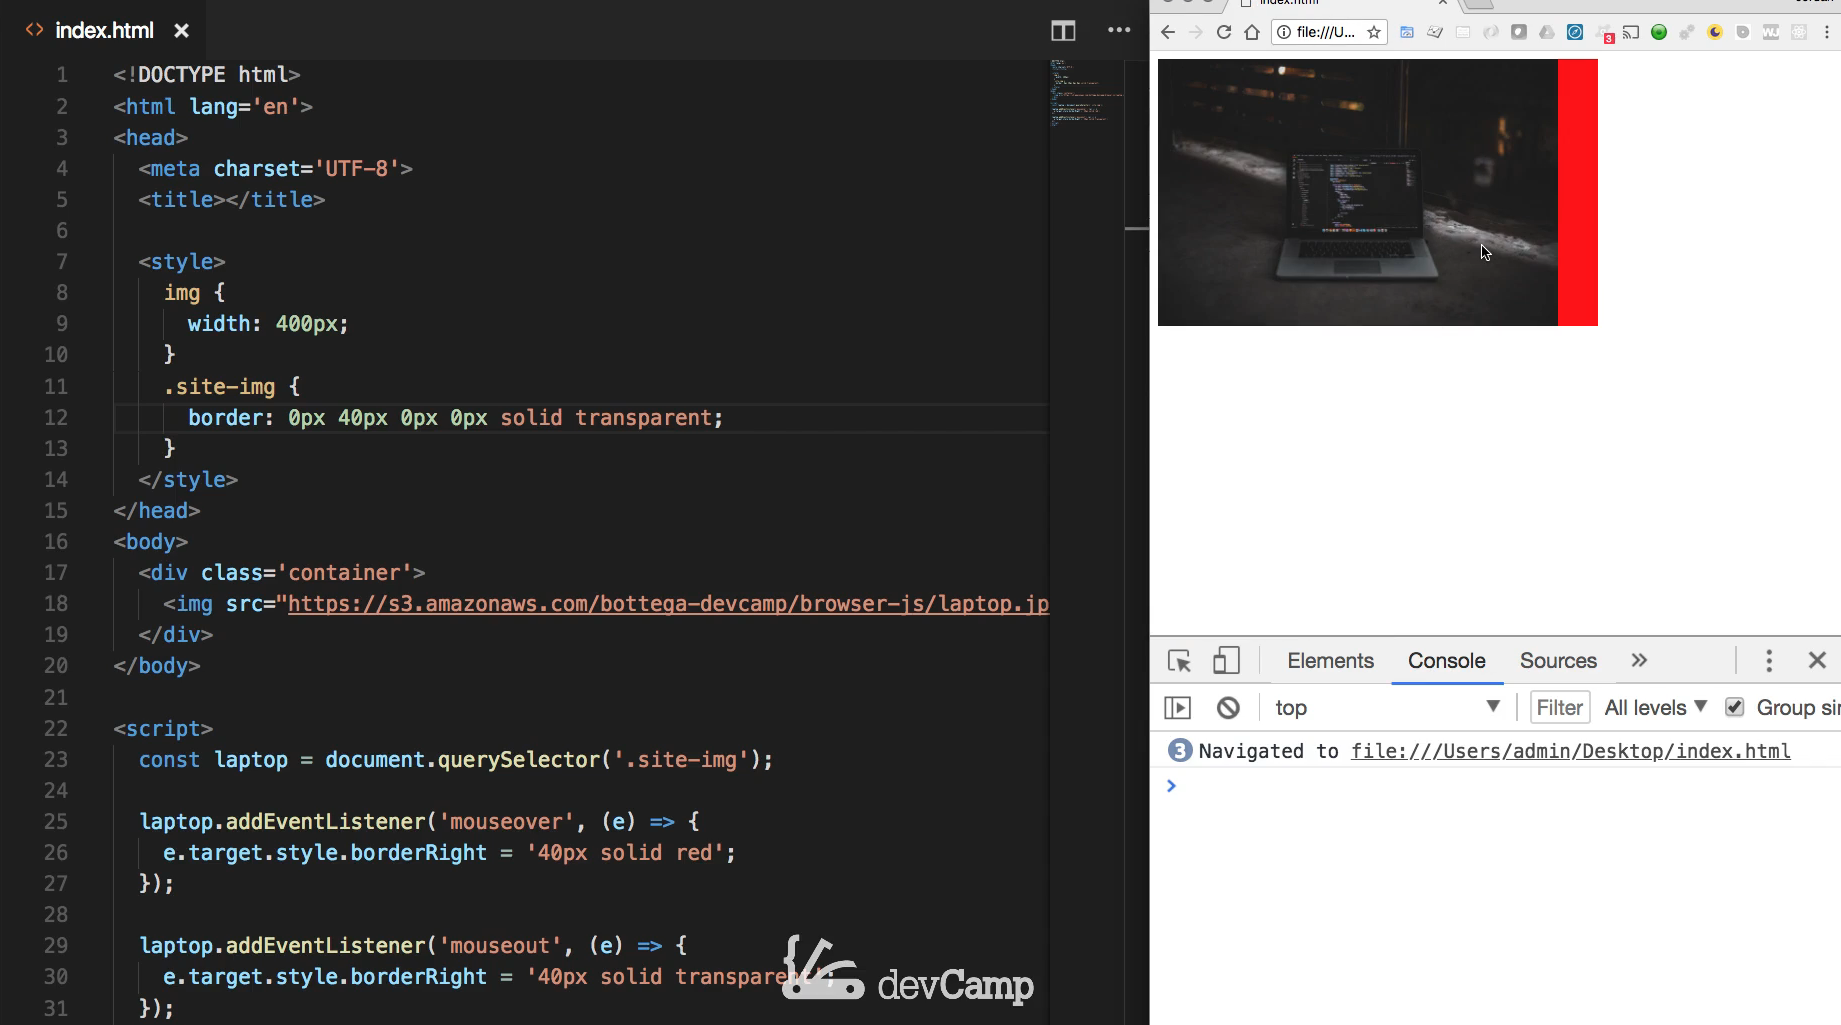 index.html
1 <!DOCTYPE html>
2 <html lang='en'>
3 <head>
4 <meta charset='UTF-8'>
5 <title></title>
6
7 <style>
8 img {
9 width: 400px;
10 }
11 .site-img {
12 border: 0px 40px 0px 0px solid transparent;
13 }
14 </style>
15 </head>
16 <body>
17 <div class='container'>
18 <img src="https://s3.amazonaws.com/bottega-devcamp/browser-js/laptop.jp
19 </div>
20 </body>
21
22 <script>
23 const laptop = document.querySelector('.site-img');
24
25 laptop.addEventListener('mouseover', (e) => {
26 e.target.style.borderRight = '40px solid red';
27 });
28
29 laptop.addEventListener('mouseout', (e) => {
30 e.target.style.borderRight = '40px solid transparent';
31 });
devCamp
index.html
file:///U...
3
WJ
Elements Console Sources
top Filter All levels Group sim
3 Navigated to file:///Users/admin/Desktop/index.html